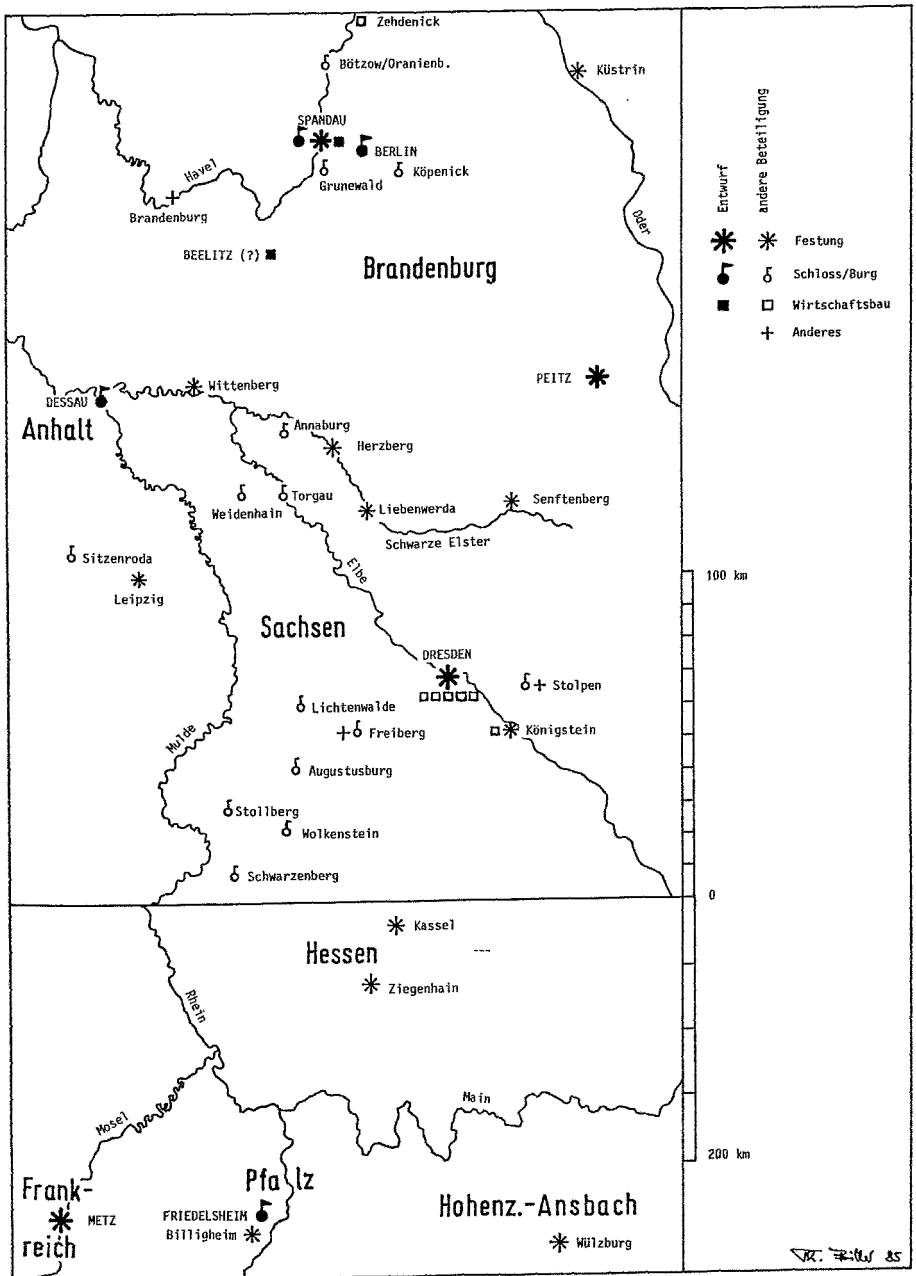 Zehdenick
Bötzow/Oranienb.
Küstrin
SPANDAU
BERLIN
Havel
Grunewald
Köpenick
Brandenburg
Oder
BEELITZ (?)
Brandenburg
Entwurf
andere Beteiligung
Festung
Schloss/Burg
Wirtschaftsbau
Anderes
PEITZ
Wittenberg
DESSAU
Anhalt
Annaburg
Herzberg
Torgau
Weidenhain
Liebenwerda
Senftenberg
Schwarze Elster
Sitzenroda
Leipzig
Elbe
100 km
Sachsen
DRESDEN
Stolpen
Lichtenwalde
Mulde
Freiberg
Königstein
Augustusburg
Stollberg
Wolkenstein
Schwarzenberg
0
Kassel
Hessen
---
Ziegenhain
Rhein
Main
Mosel
200 km
Pfalz
Frank-
reich
METZ
FRIEDELSHEIM
Billigheim
Hohenz.-Ansbach
Wülzburg
85